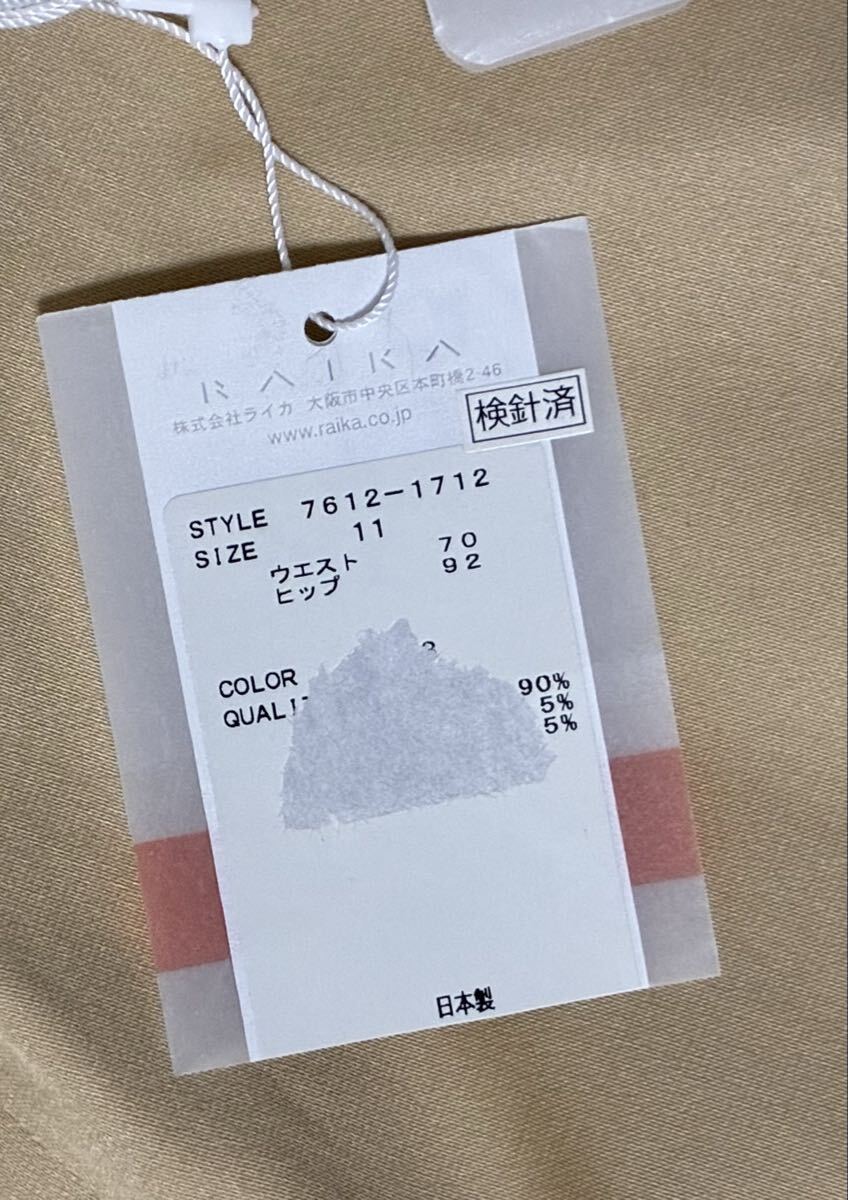 RAIKA
株式会社ライカ 大阪市中央区本町橋2-46
www.raika.co.jp
検針済
STYLE 7612-1712
SIZE 11
ウエスト 70
ヒップ 92
COLOR
90%
5%
5%
日本製